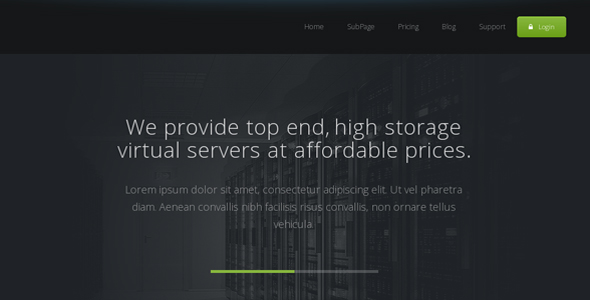 Home SubPage Pricing Blog Support Login
We provide top end, high storage
virtual servers at affordable prices.
Lorem ipsum dolor sit amet, consectetur adipiscing elit. Ut vel pharetra
diam. Aenean convallis nibh facilisis risus convallis, non ornare tellus
vehicula.